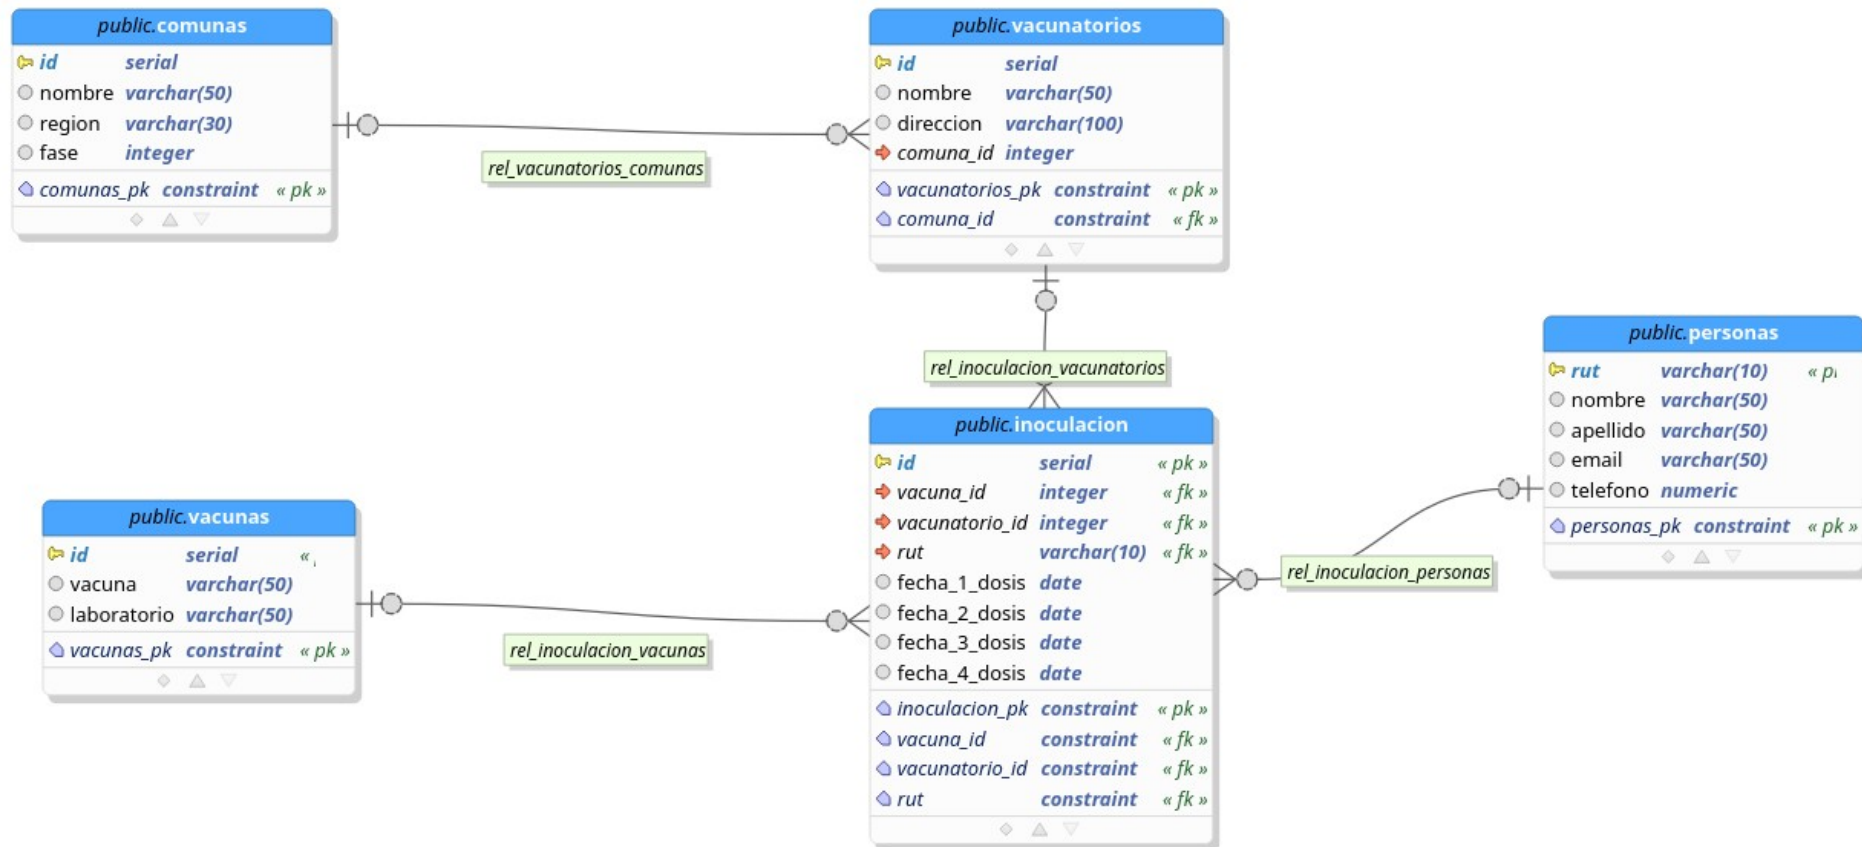 public.comunas
id serial
nombre varchar(50)
region varchar(30)
fase integer
comunas_pk constraint « pk »
rel_vacunatorios_comunas
public.vacunatorios
id serial
nombre varchar(50)
direccion varchar(100)
comuna_id integer
vacunatorios_pk constraint « pk »
comuna_id constraint « fk »
rel_inoculacion_vacunatorios
public.personas
rut varchar(10)
nombre varchar(50)
apellido varchar(50)
email varchar(50)
telefono numeric
personas_pk constraint « pk »
rel_inoculacion_personas
public.inoculacion
id serial « pk »
vacuna_id integer « fk »
vacunatorio_id integer « fk »
rut varchar(10) « fk »
fecha_1_dosis date
fecha_2_dosis date
fecha_3_dosis date
fecha_4_dosis date
inoculacion_pk constraint « pk »
vacuna_id constraint « fk »
vacunatorio_id constraint « fk »
rut constraint « fk »
public.vacunas
id serial
vacuna varchar(50)
laboratorio varchar(50)
vacunas_pk constraint « pk »
rel_inoculacion_vacunas